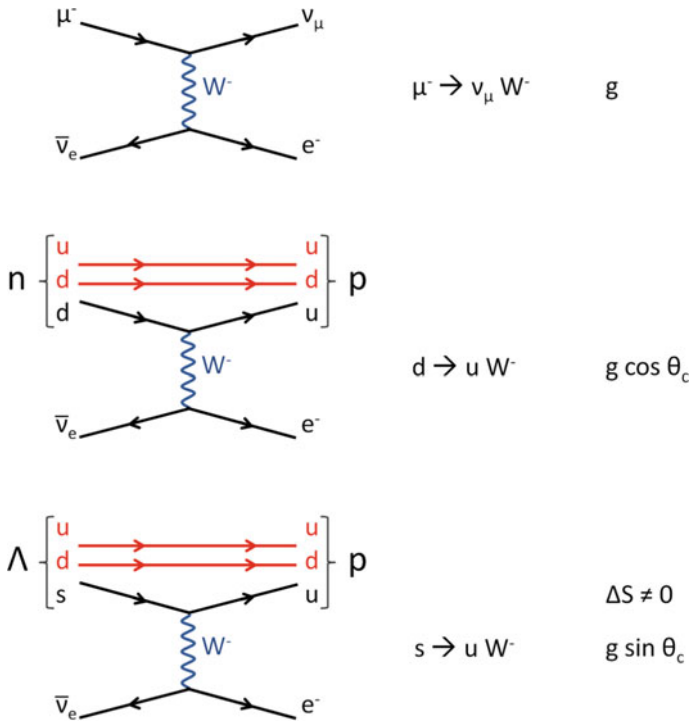 μ⁻ ν_μ
W⁻
μ⁻ → ν_μ W⁻ g
ν̅_e e⁻
u u
n d d p
d u
W⁻
d → u W⁻ g cos θ_c
ν̅_e e⁻
u u
Λ d d p
s u
ΔS ≠ 0
W⁻
s → u W⁻ g sin θ_c
ν̅_e e⁻